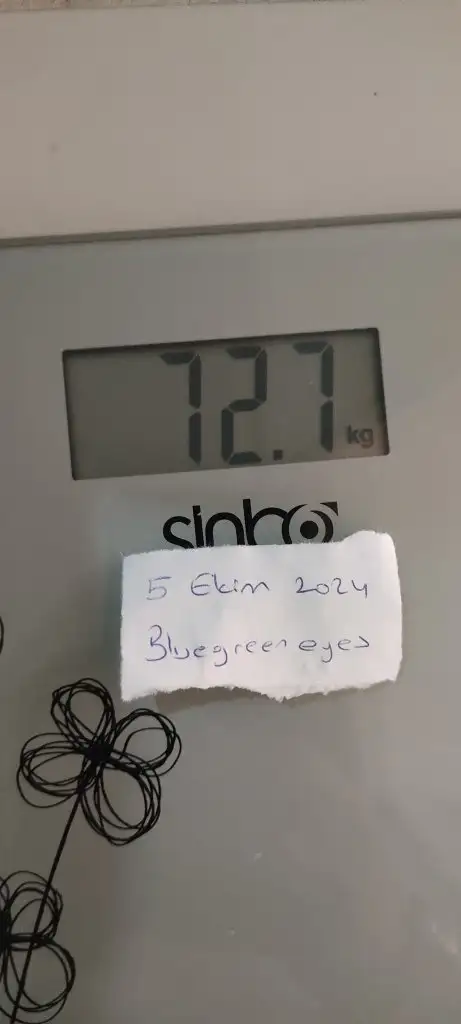 72.7 kg
sinbo
5 Ekim 2024
Bluegreeneyes